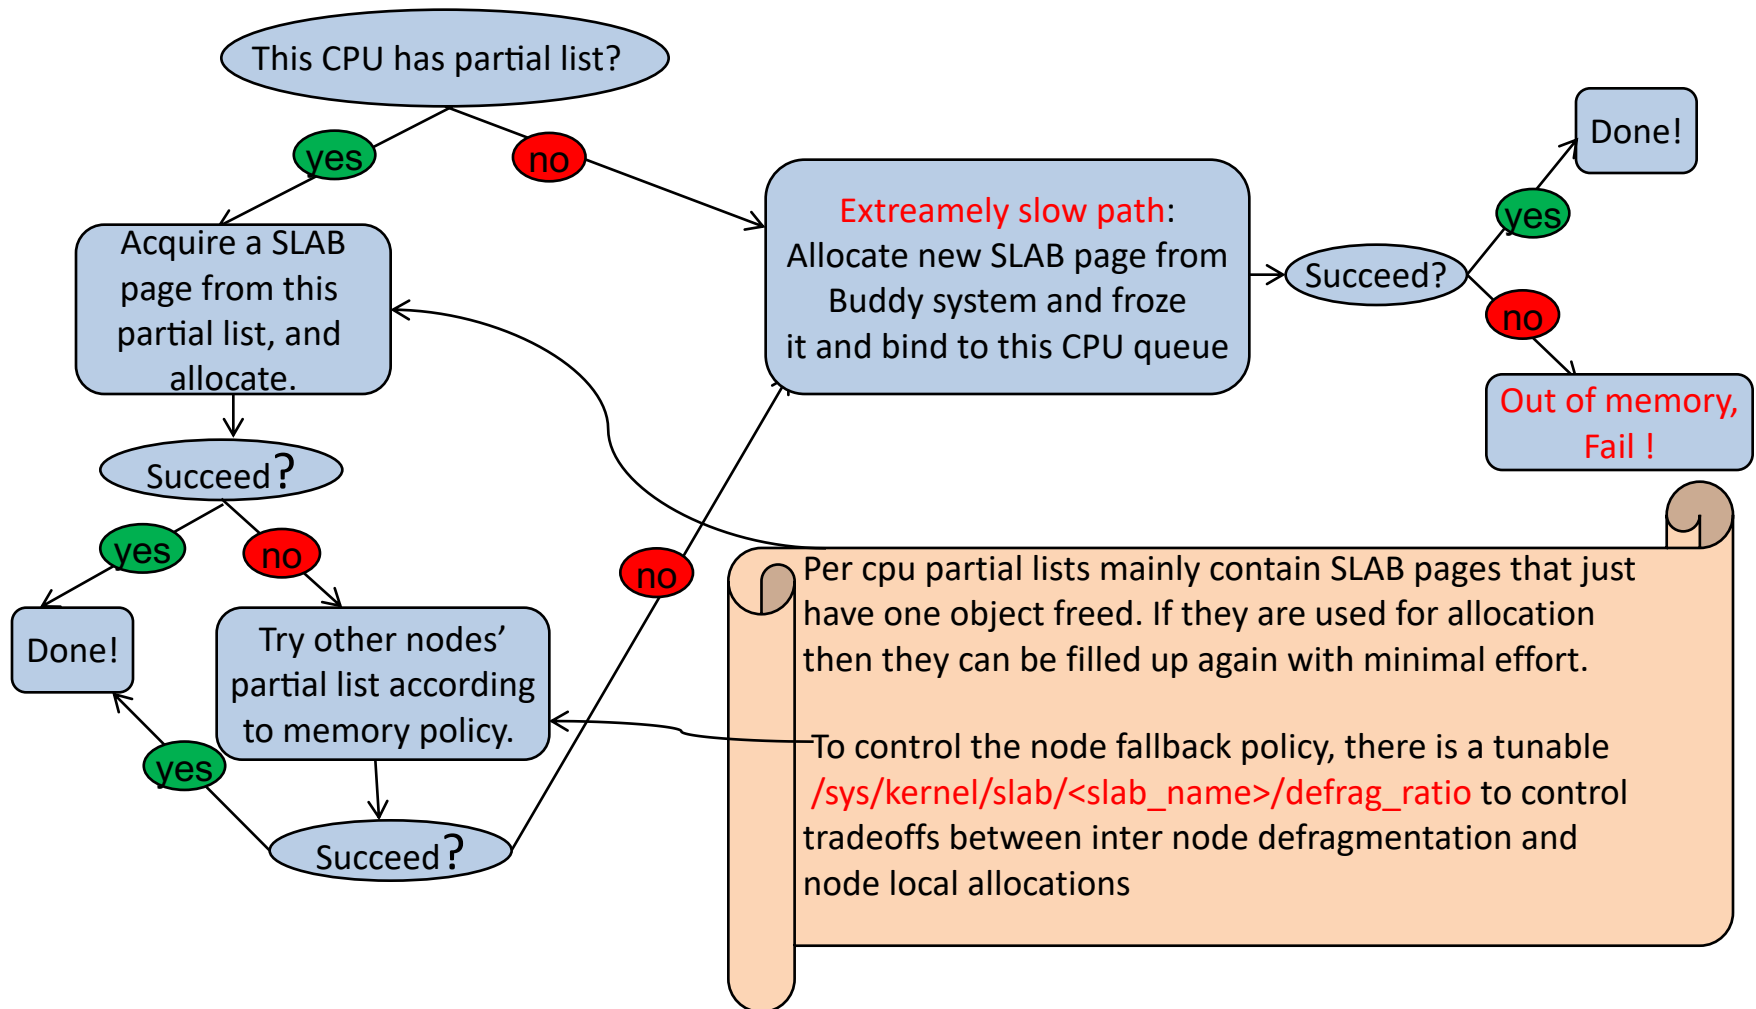 This CPU has partial list?
yes
no
Acquire a SLAB
page from this
partial list, and
allocate.
Succeed?
yes
no
Done!
Try other nodes’
partial list according
to memory policy.
yes
Succeed?
no
Extreamely slow path:
Allocate new SLAB page from
Buddy system and froze
it and bind to this CPU queue
Succeed?
yes
Done!
no
Out of memory,
Fail !
Per cpu partial lists mainly contain SLAB pages that just
have one object freed. If they are used for allocation
then they can be filled up again with minimal effort.
To control the node fallback policy, there is a tunable
/sys/kernel/slab/<slab_name>/defrag_ratio to control
tradeoffs between inter node defragmentation and
node local allocations